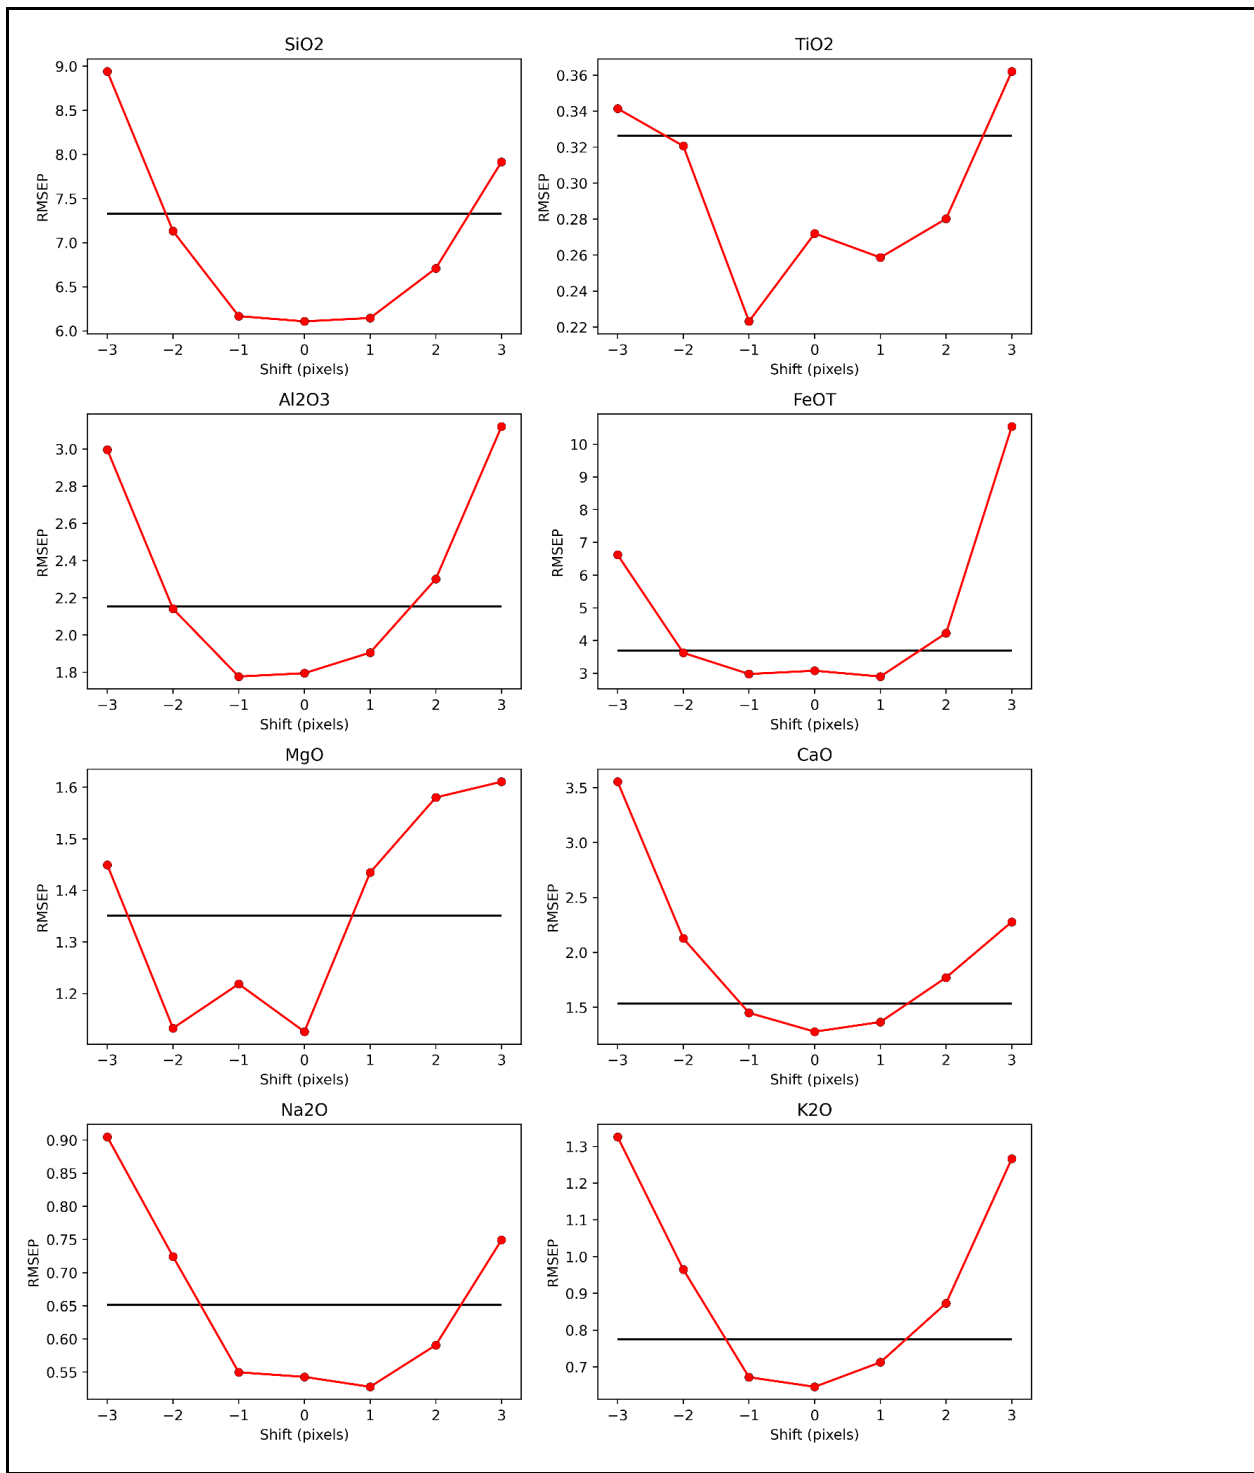 SiO2
9.0
8.5
8.0
7.5
7.0
6.5
6.0
RMSEP
−3 −2 −1 0 1 2 3
Shift (pixels)
TiO2
0.36
0.34
0.32
0.30
0.28
0.26
0.24
0.22
RMSEP
−3 −2 −1 0 1 2 3
Shift (pixels)
Al2O3
3.0
2.8
2.6
2.4
2.2
2.0
1.8
RMSEP
−3 −2 −1 0 1 2 3
Shift (pixels)
FeOT
10
9
8
7
6
5
4
3
RMSEP
−3 −2 −1 0 1 2 3
Shift (pixels)
MgO
1.6
1.5
1.4
1.3
1.2
RMSEP
−3 −2 −1 0 1 2 3
Shift (pixels)
CaO
3.5
3.0
2.5
2.0
1.5
RMSEP
−3 −2 −1 0 1 2 3
Shift (pixels)
Na2O
0.90
0.85
0.80
0.75
0.70
0.65
0.60
0.55
RMSEP
−3 −2 −1 0 1 2 3
Shift (pixels)
K2O
1.3
1.2
1.1
1.0
0.9
0.8
0.7
RMSEP
−3 −2 −1 0 1 2 3
Shift (pixels)